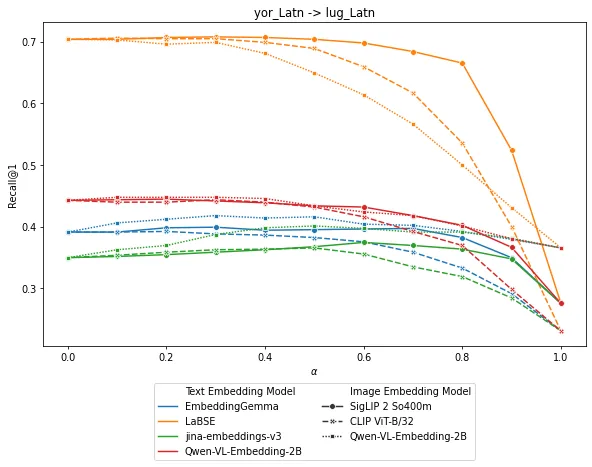 yor_Latn -> lug_Latn
0.7
0.6
0.5
0.4
0.3
Recall@1
0.0 0.2 0.4 0.6 0.8 1.0
α
Text Embedding Model Image Embedding Model
EmbeddingGemma SigLIP 2 So400m
LaBSE CLIP ViT-B/32
jina-embeddings-v3 Qwen-VL-Embedding-2B
Qwen-VL-Embedding-2B